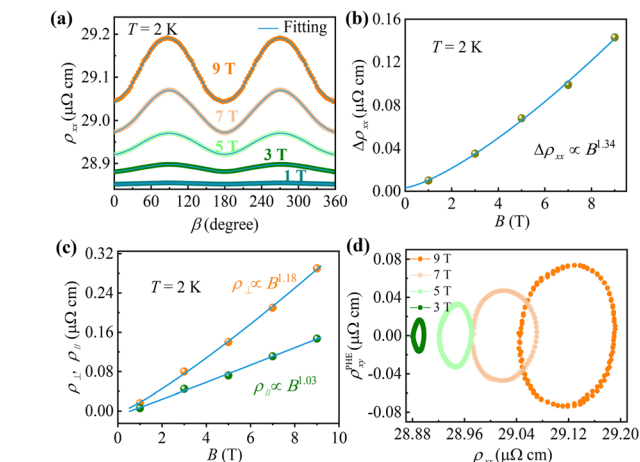 (a)
T = 2 K
Fitting
9 T
7 T
5 T
3 T
1 T
29.2
29.1
29.0
28.9
ρxx (μΩ cm)
0 60 120 180 240 300 360
β (degree)
(b)
T = 2 K
Δρxx ∝ B^1.34
0.16
0.12
0.08
0.04
0.00
Δρxx (μΩ cm)
0 2 4 6 8
B (T)
(c)
T = 2 K
ρ⊥ ∝ B^1.18
ρ// ∝ B^1.03
0.32
0.24
0.16
0.08
0.00
ρ⊥, ρ// (μΩ cm)
0 2 4 6 8 10
B (T)
(d)
9 T
7 T
5 T
3 T
0.08
0.04
0.00
-0.04
-0.08
ρxy^PHE (μΩ cm)
28.88 28.96 29.04 29.12 29.20
ρxx (μΩ cm)